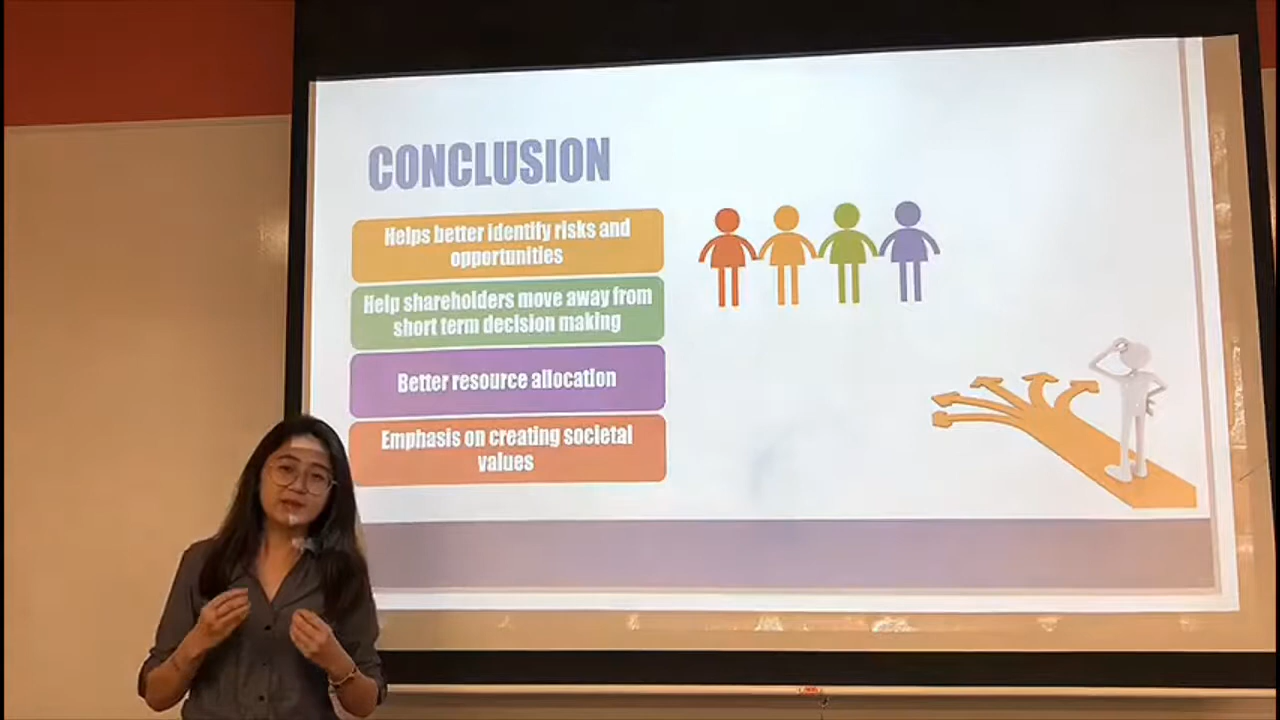 CONCLUSION
Helps better identify risks and
opportunities
Help shareholders move away from
short term decision making
Better resource allocation
Emphasis on creating societal
values